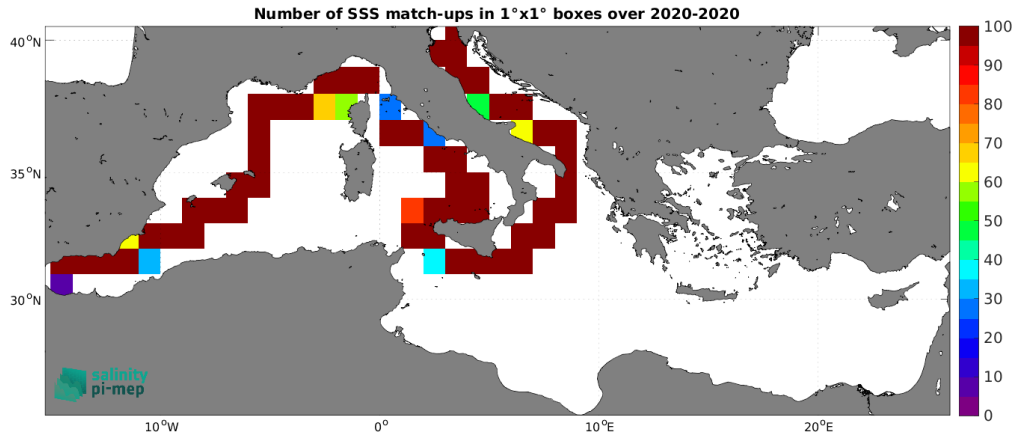 Number of SSS match-ups in 1°x1° boxes over 2020-2020
40°N
35°N
30°N
10°W
0°
10°E
20°E
100
90
80
70
60
50
40
30
20
10
0
salinity
pi-mep